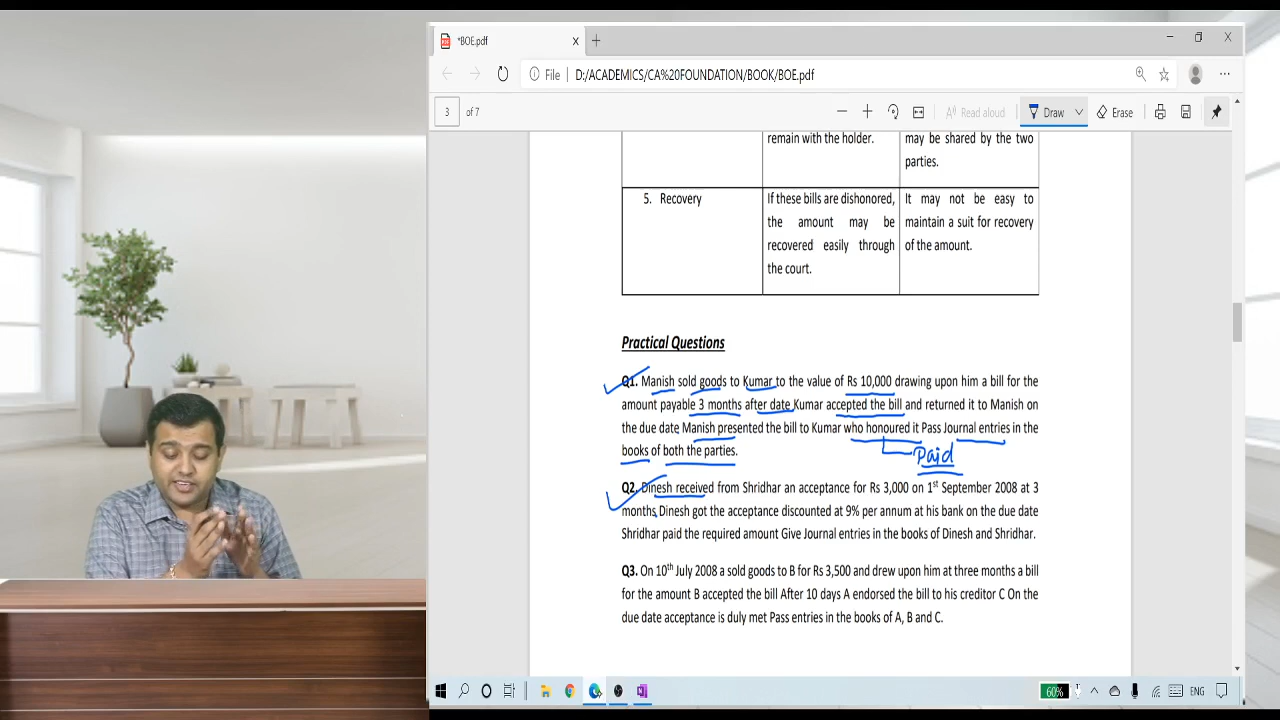 *BOE.pdf
File D:/ACADEMICS/CA%20FOUNDATION/BOOK/BOE.pdf
3 of 7 Read aloud Draw Erase
remain with the holder.
may be shared by the two parties.
5. Recovery
If these bills are dishonored,
the amount may be
recovered easily through
the court.
It may not be easy to
maintain a suit for recovery
of the amount.
Practical Questions
Q1. Manish sold goods to Kumar to the value of Rs 10,000 drawing upon him a bill for the
amount payable 3 months after date Kumar accepted the bill and returned it to Manish on
the due date Manish presented the bill to Kumar who honoured it Pass Journal entries in the
books of both the parties.
Paid
Q2. Dinesh received from Shridhar an acceptance for Rs 3,000 on 1st September 2008 at 3
months, Dinesh got the acceptance discounted at 9% per annum at his bank on the due date
Shridhar paid the required amount Give Journal entries in the books of Dinesh and Shridhar.
Q3. On 10th July 2008 a sold goods to B for Rs 3,500 and drew upon him at three months a bill
for the amount B accepted the bill After 10 days A endorsed the bill to his creditor C On the
due date acceptance is duly met Pass entries in the books of A, B and C.
60% ENG